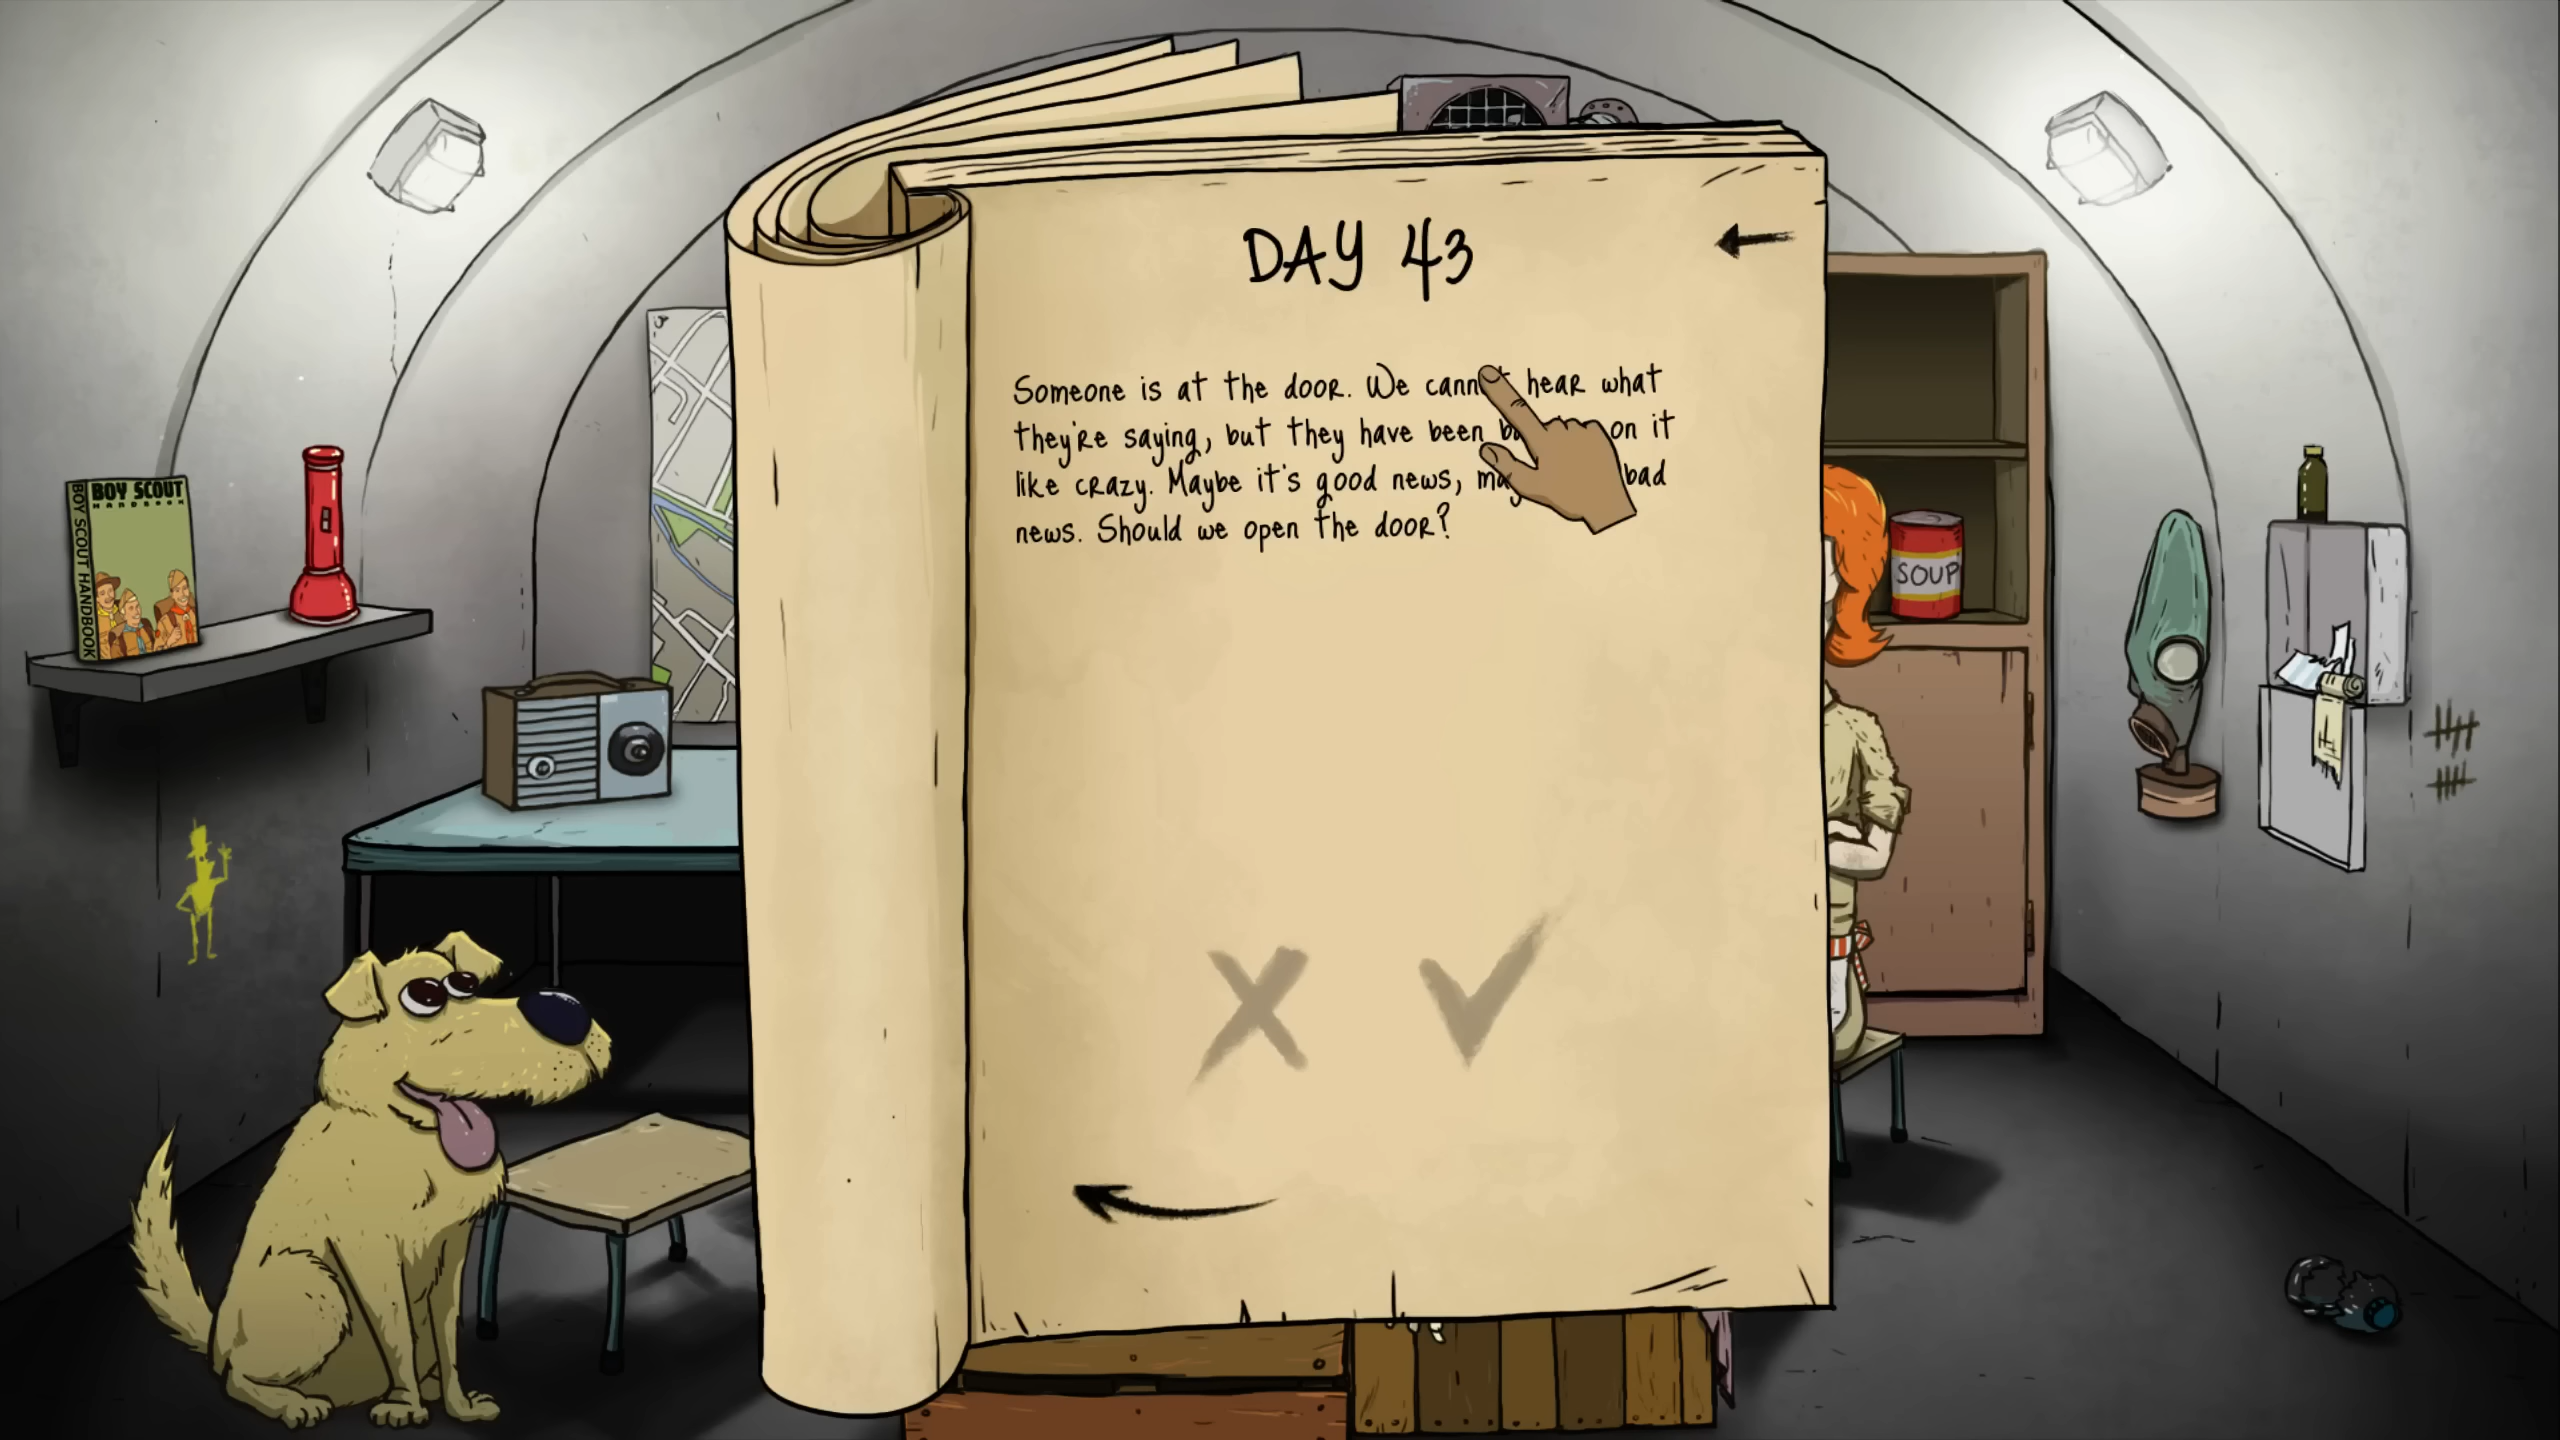 DAY 43
Someone is at the door. We hear what
they're saying, but they have been on it
like crazy. Maybe it's good news, bad
news. Should we open the door?
BOY SCOUT
HANDBOOK
BOY SCOUT HANDBOOK
SOUP